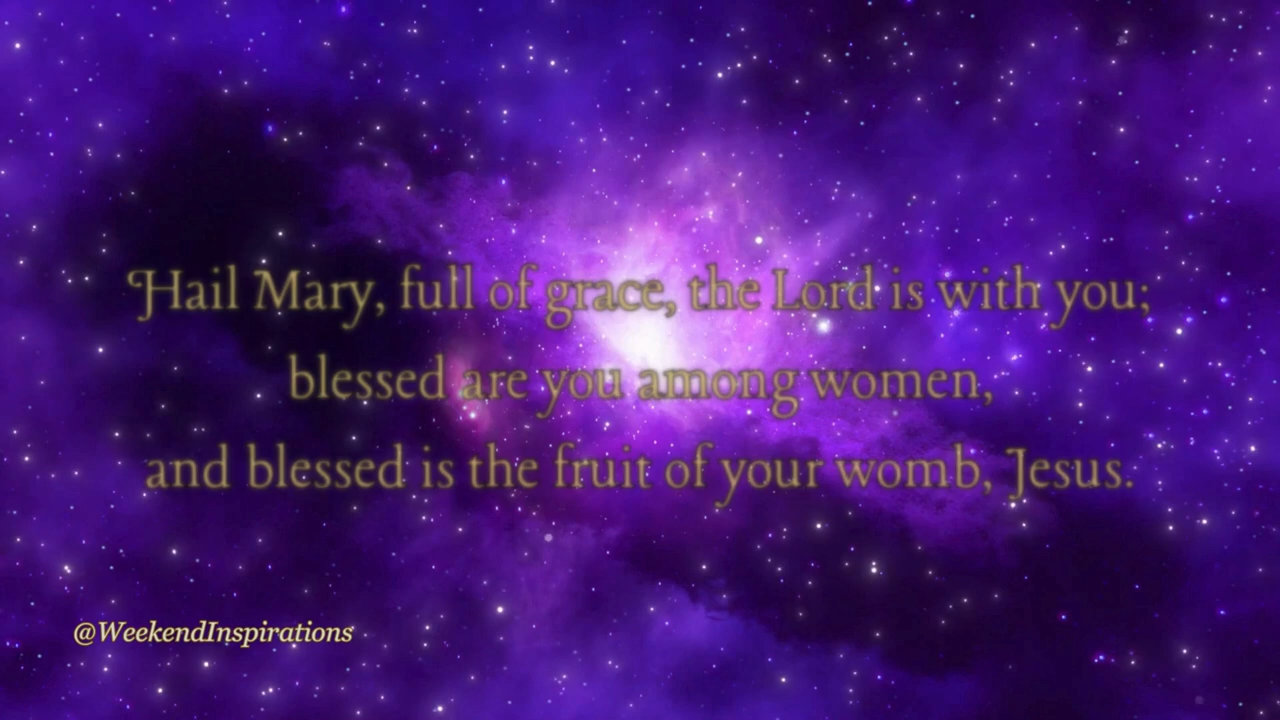 Hail Mary, full of grace, the Lord is with you;
blessed are you among women,
and blessed is the fruit of your womb, Jesus.
@WeekendInspirations